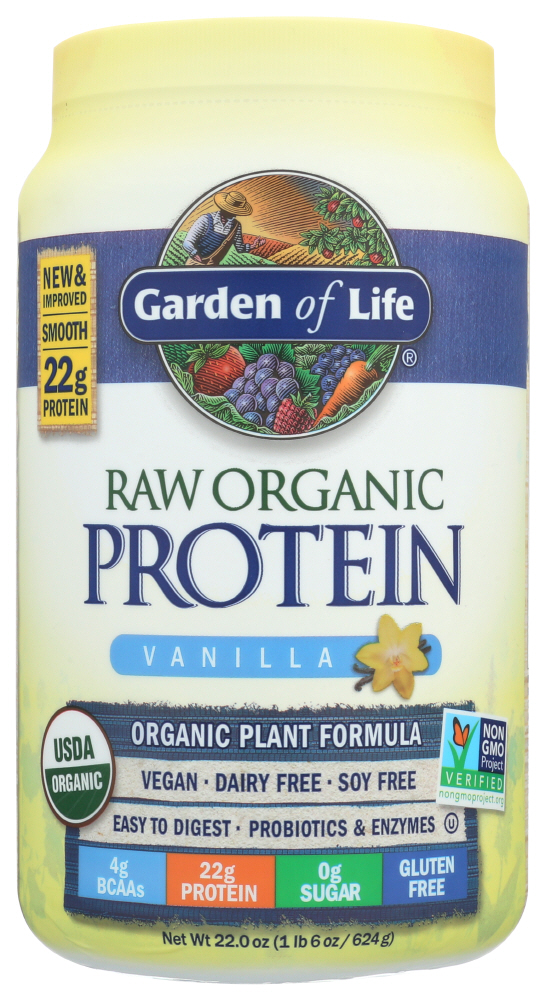 Garden of Life
®
NEW &
IMPROVED
SMOOTH
22g
PROTEIN
RAW ORGANIC
PROTEIN
VANILLA
USDA
ORGANIC
ORGANIC PLANT FORMULA
VEGAN · DAIRY FREE · SOY FREE
EASY TO DIGEST · PROBIOTICS & ENZYMES U
NON
GMO
Project
VERIFIED
nongmoproject.org
4g
BCAAs
22g
PROTEIN
0g
SUGAR
GLUTEN
FREE
Net Wt 22.0 oz (1 lb 6 oz / 624 g)